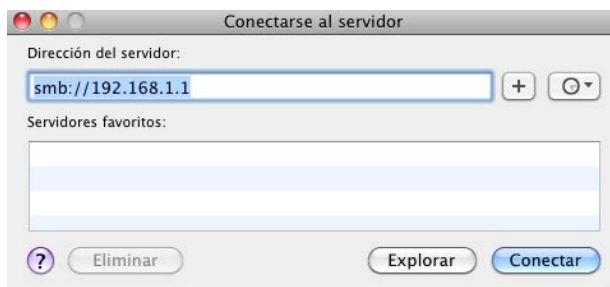 Conectarse al servidor
Dirección del servidor:
smb://192.168.1.1
+
Servidores favoritos:
? Eliminar Explorar Conectar